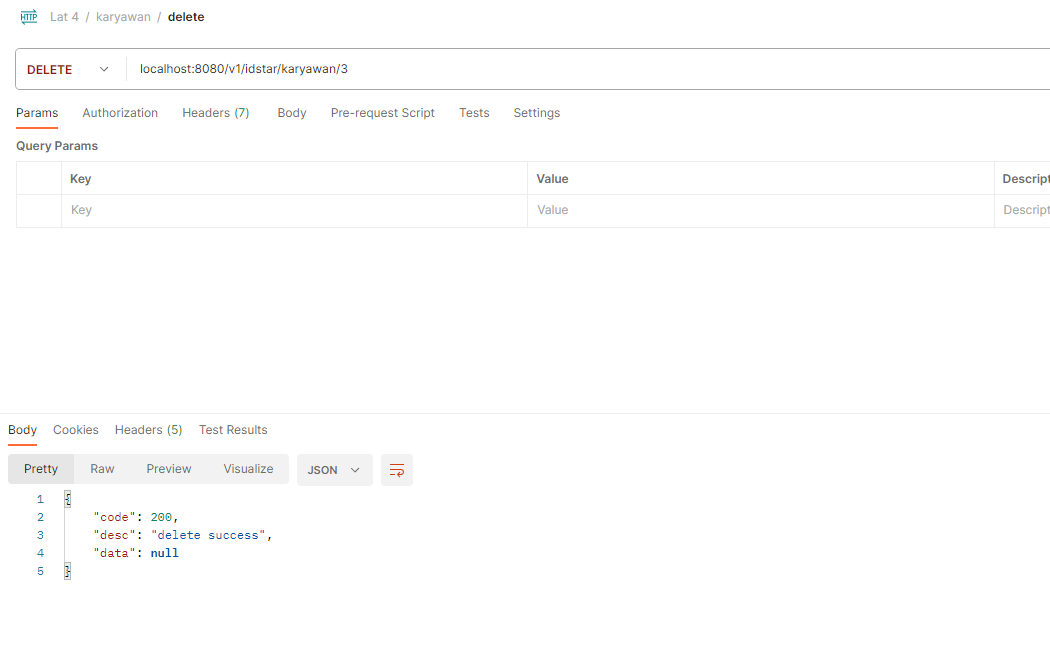 HTTP Lat 4 / karyawan / delete
DELETE localhost:8080/v1/idstar/karyawan/3
Params Authorization Headers (7) Body Pre-request Script Tests Settings
Query Params
Key Value Descript
Key Value Descript
Body Cookies Headers (5) Test Results
Pretty Raw Preview Visualize JSON
1 {
2 "code": 200,
3 "desc": "delete success",
4 "data": null
5 }